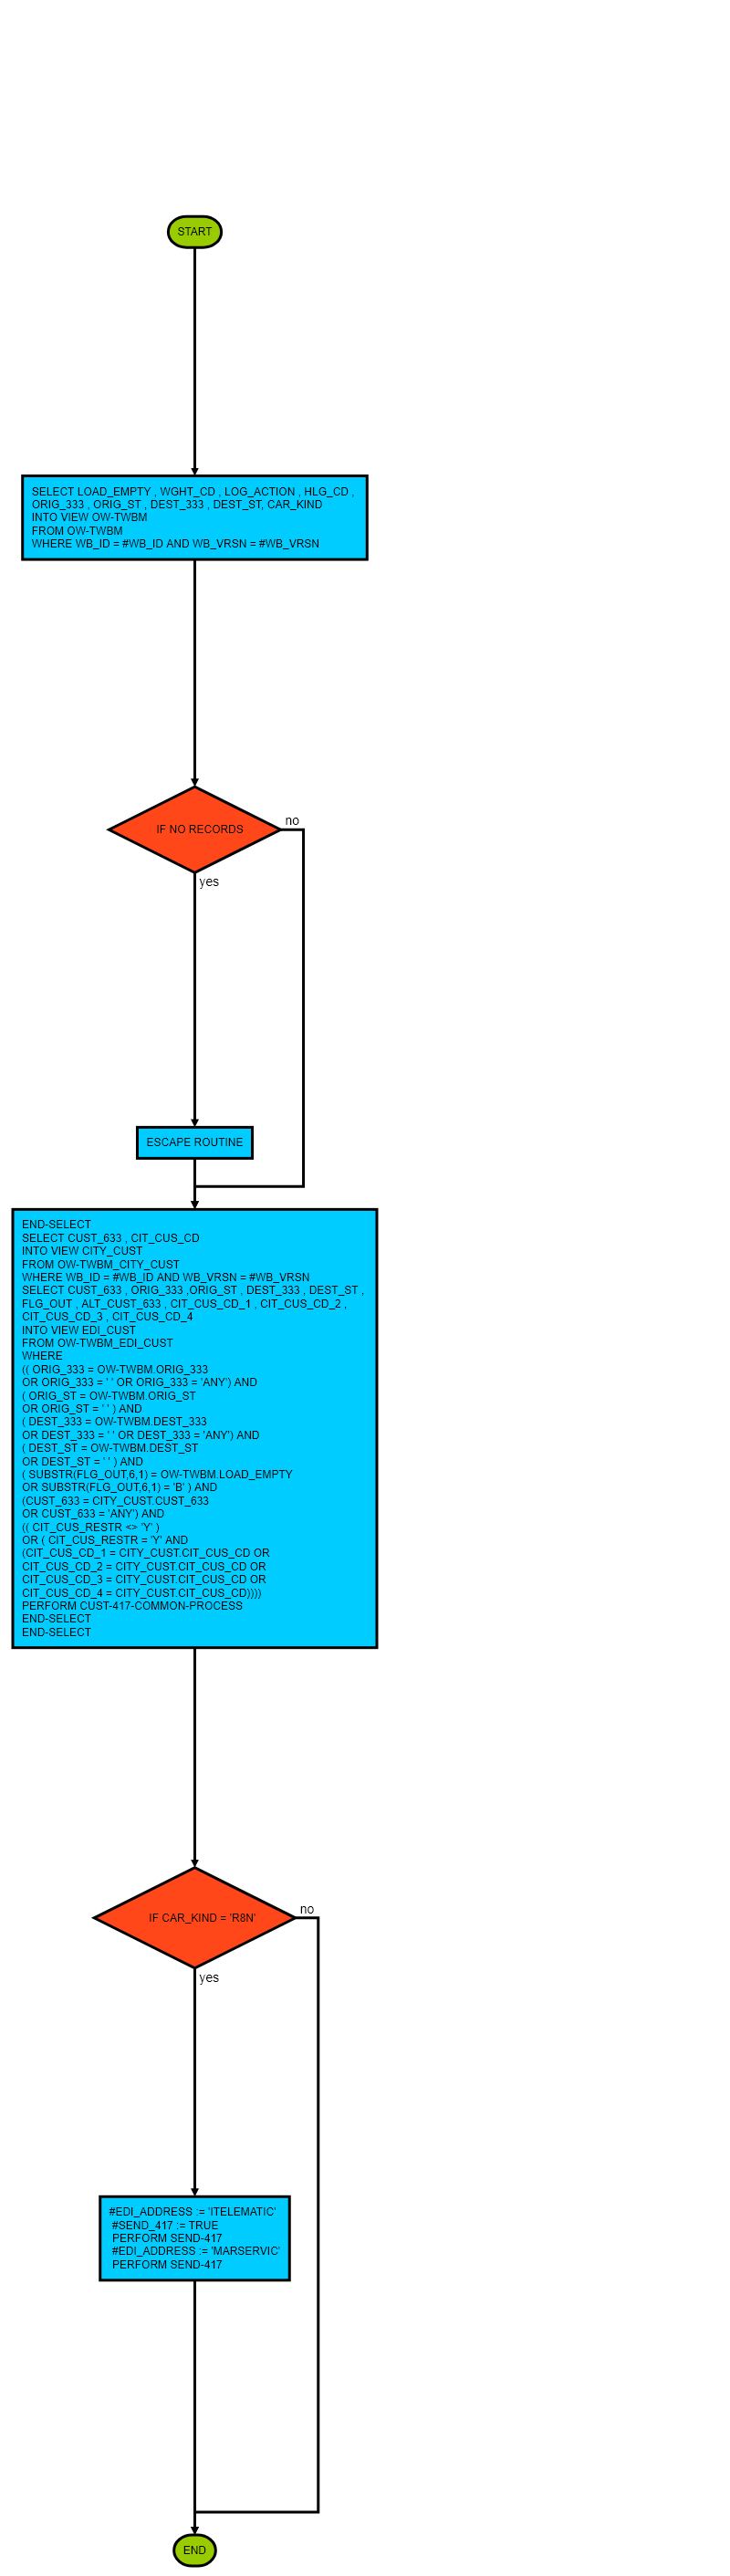 START
SELECT LOAD_EMPTY , WGHT_CD , LOG_ACTION , HLG_CD ,
ORIG_333 , ORIG_ST , DEST_333 , DEST_ST, CAR_KIND
INTO VIEW OW-TWBM
FROM OW-TWBM
WHERE WB_ID = #WB_ID AND WB_VRSN = #WB_VRSN
IF NO RECORDS
no
yes
ESCAPE ROUTINE
END-SELECT
SELECT CUST_633 , CIT_CUS_CD
INTO VIEW CITY_CUST
FROM OW-TWBM_CITY_CUST
WHERE WB_ID = #WB_ID AND WB_VRSN = #WB_VRSN
SELECT CUST_633 , ORIG_333 ,ORIG_ST , DEST_333 , DEST_ST ,
FLG_OUT , ALT_CUST_633 , CIT_CUS_CD_1 , CIT_CUS_CD_2 ,
CIT_CUS_CD_3 , CIT_CUS_CD_4
INTO VIEW EDI_CUST
FROM OW-TWBM_EDI_CUST
WHERE
(( ORIG_333 = OW-TWBM.ORIG_333
OR ORIG_333 = ' ' OR ORIG_333 = 'ANY') AND
( ORIG_ST = OW-TWBM.ORIG_ST
OR ORIG_ST = ' ' ) AND
( DEST_333 = OW-TWBM.DEST_333
OR DEST_333 = ' ' OR DEST_333 = 'ANY') AND
( DEST_ST = OW-TWBM.DEST_ST
OR DEST_ST = ' ' ) AND
( SUBSTR(FLG_OUT,6,1) = OW-TWBM.LOAD_EMPTY
OR SUBSTR(FLG_OUT,6,1) = 'B' ) AND
(CUST_633 = CITY_CUST.CUST_633
OR CUST_633 = 'ANY') AND
(( CIT_CUS_RESTR <> 'Y' )
OR ( CIT_CUS_RESTR = 'Y' AND
(CIT_CUS_CD_1 = CITY_CUST.CIT_CUS_CD OR
CIT_CUS_CD_2 = CITY_CUST.CIT_CUS_CD OR
CIT_CUS_CD_3 = CITY_CUST.CIT_CUS_CD OR
CIT_CUS_CD_4 = CITY_CUST.CIT_CUS_CD))))
PERFORM CUST-417-COMMON-PROCESS
END-SELECT
END-SELECT
IF CAR_KIND = 'R8N'
no
yes
#EDI_ADDRESS := 'ITELEMATIC'
#SEND_417 := TRUE
PERFORM SEND-417
#EDI_ADDRESS := 'MARSERVIC'
PERFORM SEND-417
END